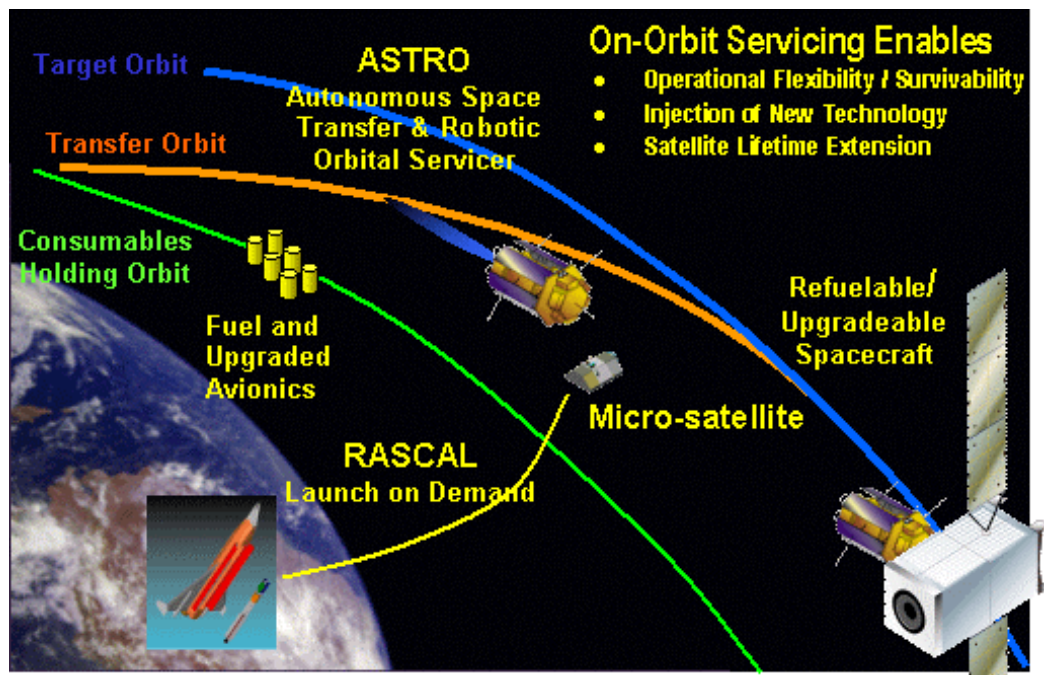 Target Orbit
ASTRO
Autonomous Space
Transfer & Robotic
Orbital Servicer
On-Orbit Servicing Enables
● Operational Flexibility / Survivability
● Injection of New Technology
● Satellite Lifetime Extension
Transfer Orbit
Consumables
Holding Orbit
Fuel and
Upgraded
Avionics
Refuelable/
Upgradeable
Spacecraft
Micro-satellite
RASCAL
Launch on Demand